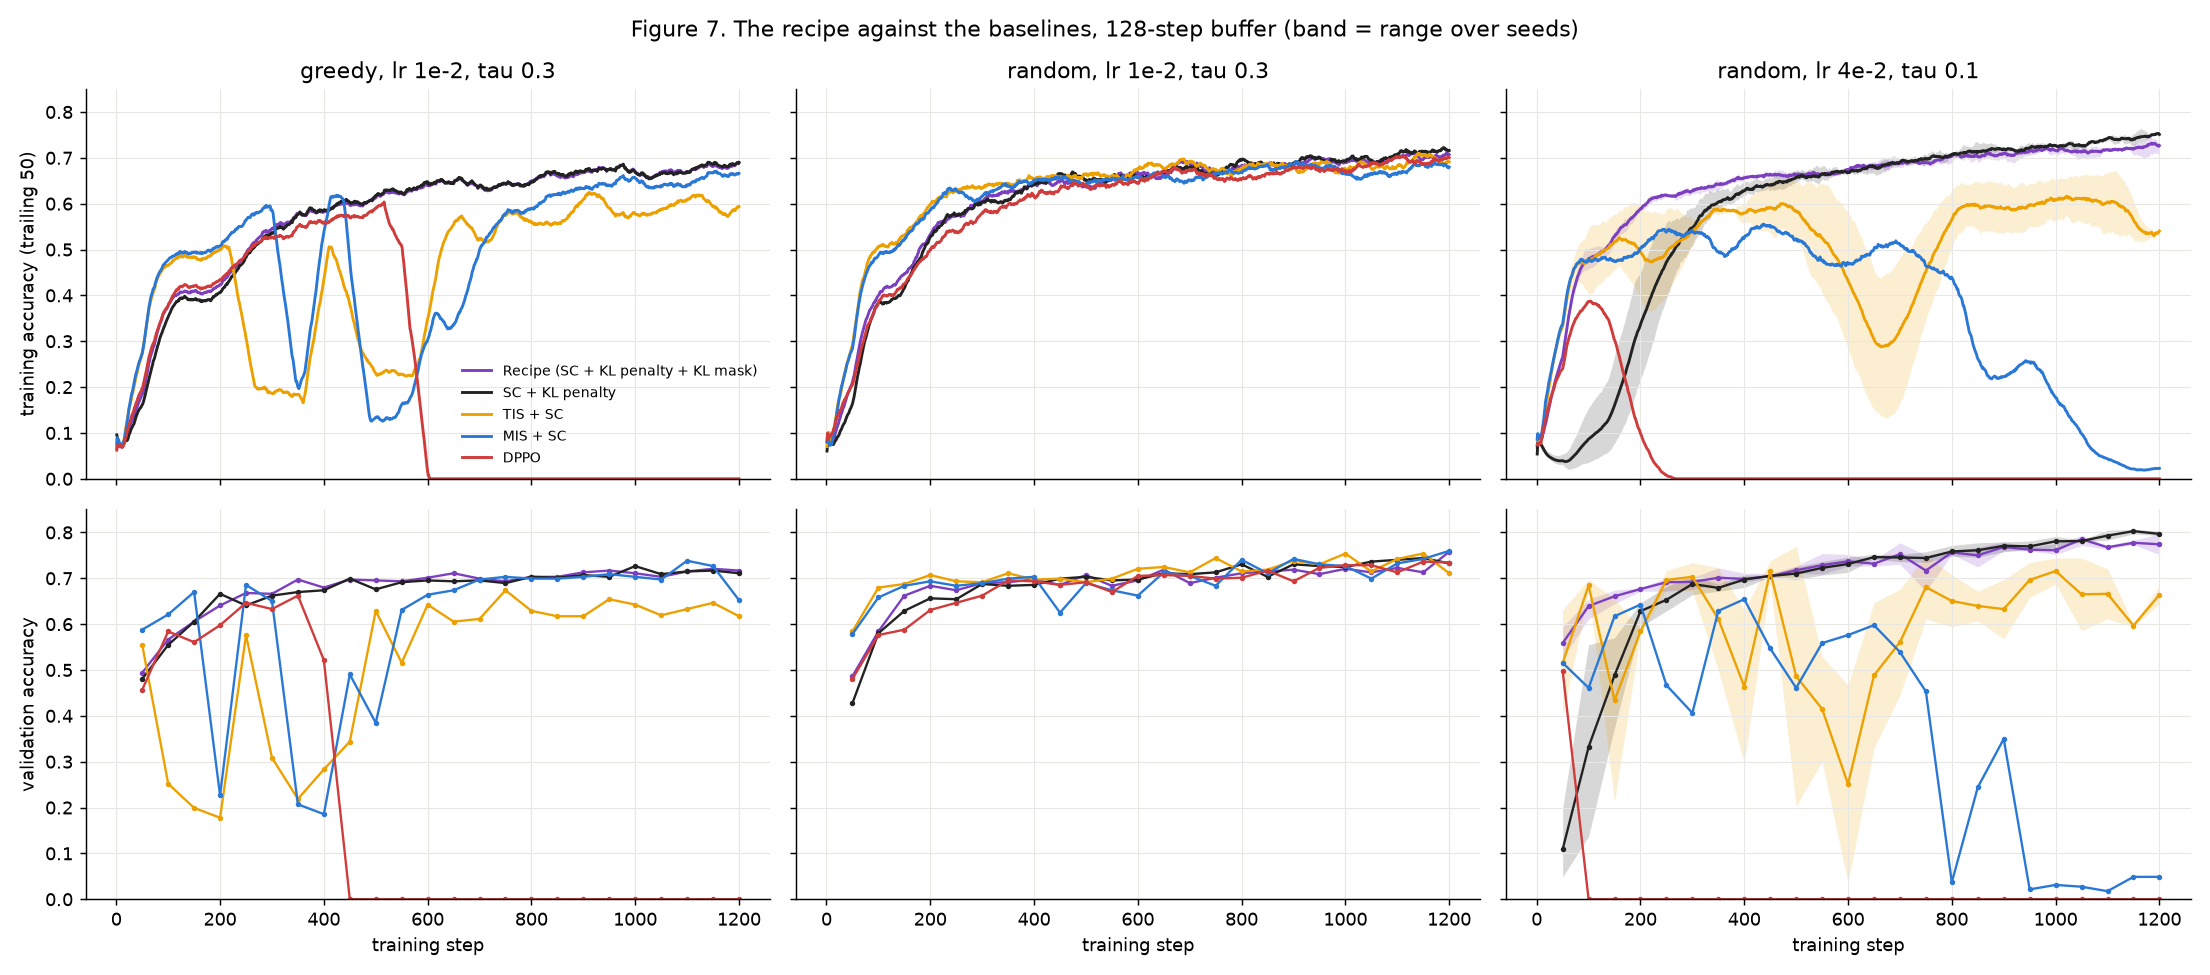 Figure 7. The recipe against the baselines, 128-step buffer (band = range over seeds)
greedy, lr 1e-2, tau 0.3
random, lr 1e-2, tau 0.3
random, lr 4e-2, tau 0.1
training accuracy (trailing 50)
0.8
0.7
0.6
0.5
0.4
0.3
0.2
0.1
0.0
Recipe (SC + KL penalty + KL mask)
SC + KL penalty
TIS + SC
MIS + SC
DPPO
validation accuracy
0.8
0.7
0.6
0.5
0.4
0.3
0.2
0.1
0.0
0 200 400 600 800 1000 1200
training step
0 200 400 600 800 1000 1200
training step
0 200 400 600 800 1000 1200
training step